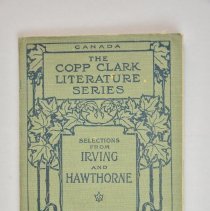 CANADA
THE
COPP CLARK
LITERATURE
SERIES
SELECTIONS
FROM
IRVING
AND
HAWTHORNE